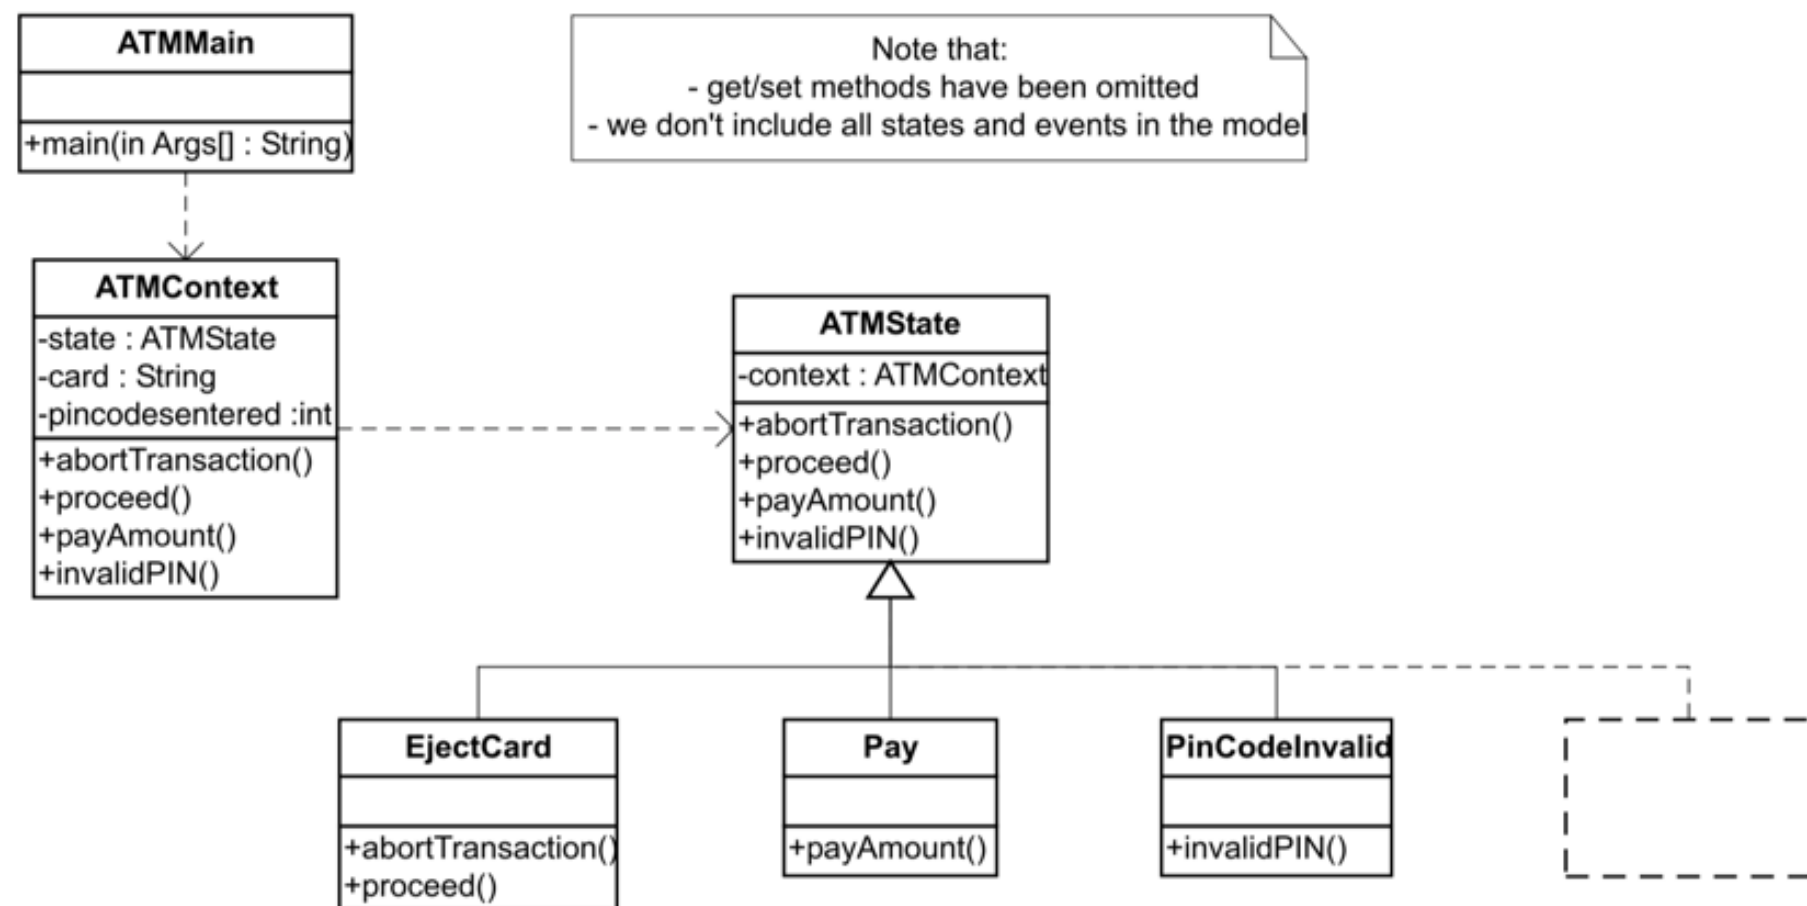 ATMMain
+main(in Args[] : String)
Note that:
- get/set methods have been omitted
- we don't include all states and events in the model
ATMContext
-state : ATMState
-card : String
-pincodesentered :int
+abortTransaction()
+proceed()
+payAmount()
+invalidPIN()
ATMState
-context : ATMContext
+abortTransaction()
+proceed()
+payAmount()
+invalidPIN()
EjectCard
+abortTransaction()
+proceed()
Pay
+payAmount()
PinCodeInvalid
+invalidPIN()